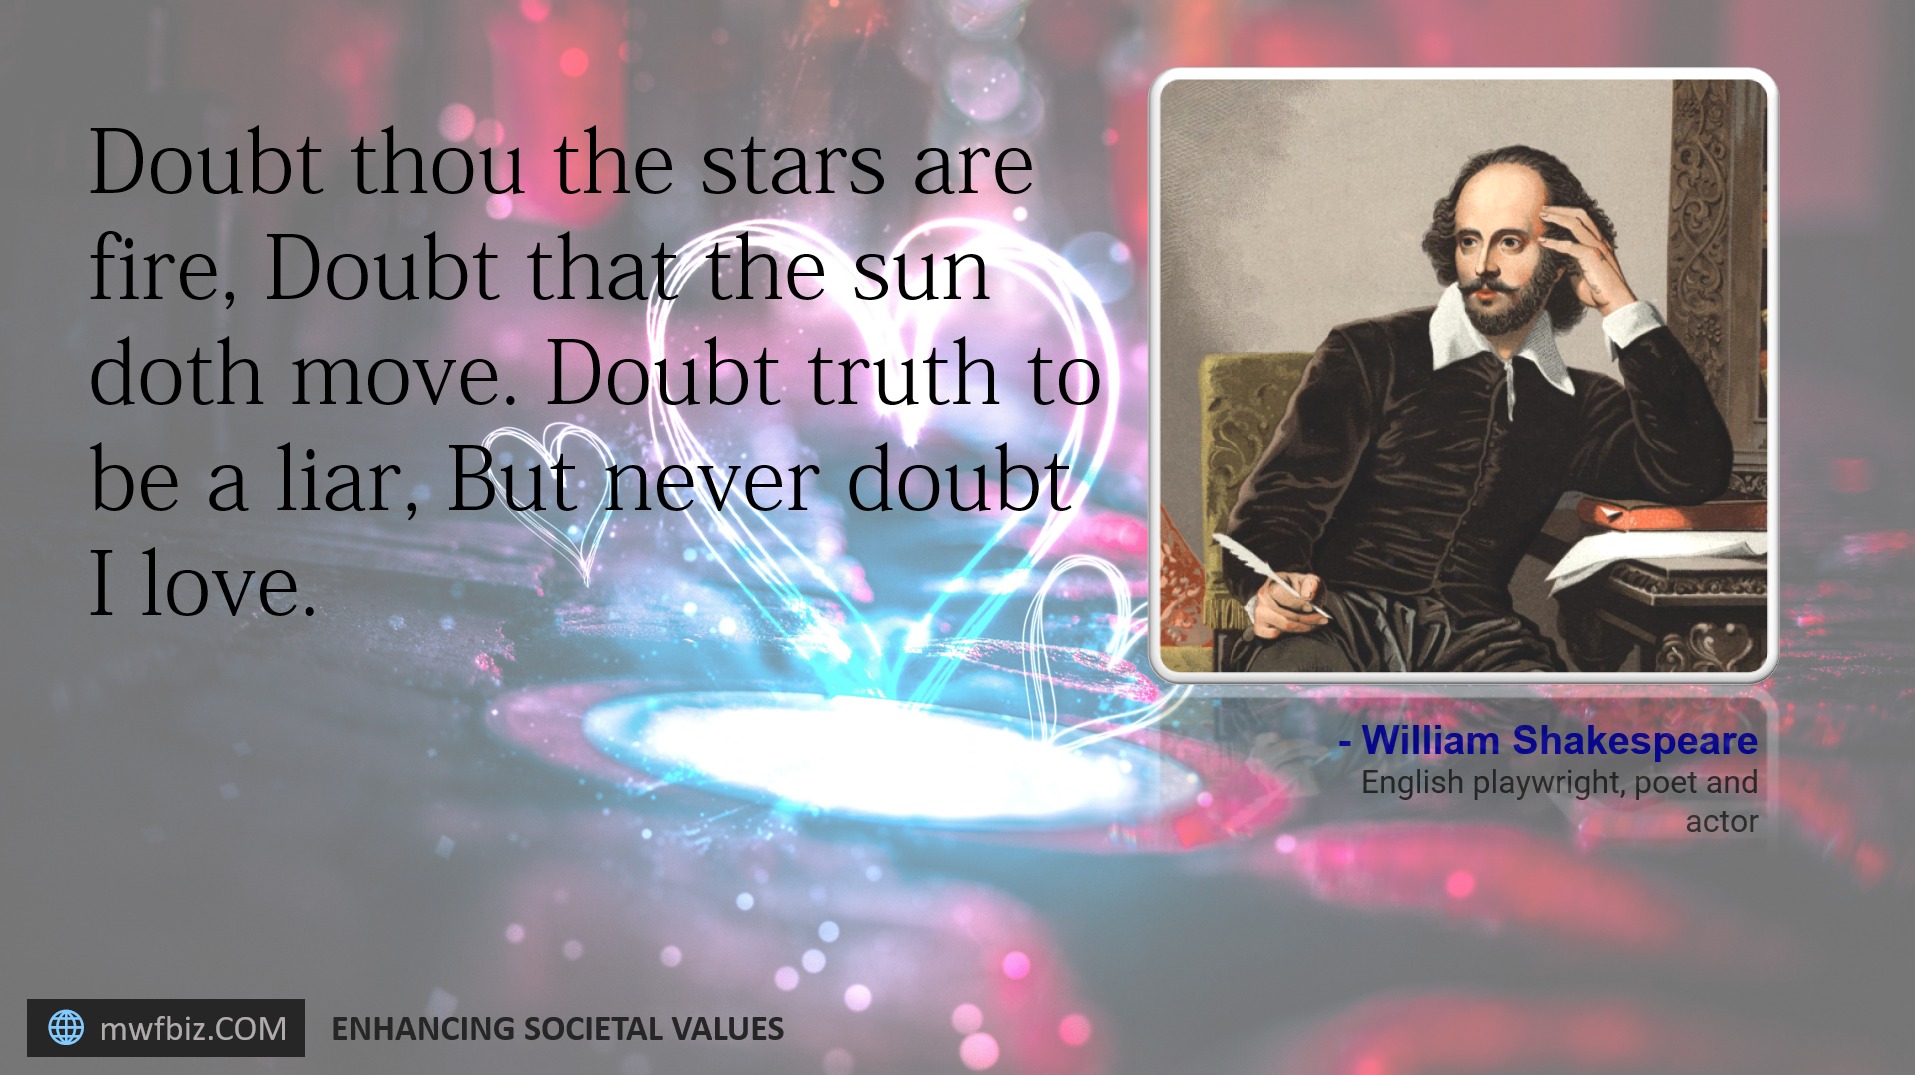 Doubt thou the stars are
fire, Doubt that the sun
doth move. Doubt truth to
be a liar, But never doubt
I love.
- William Shakespeare
English playwright, poet and
actor
mwfbiz.COM
ENHANCING SOCIETAL VALUES